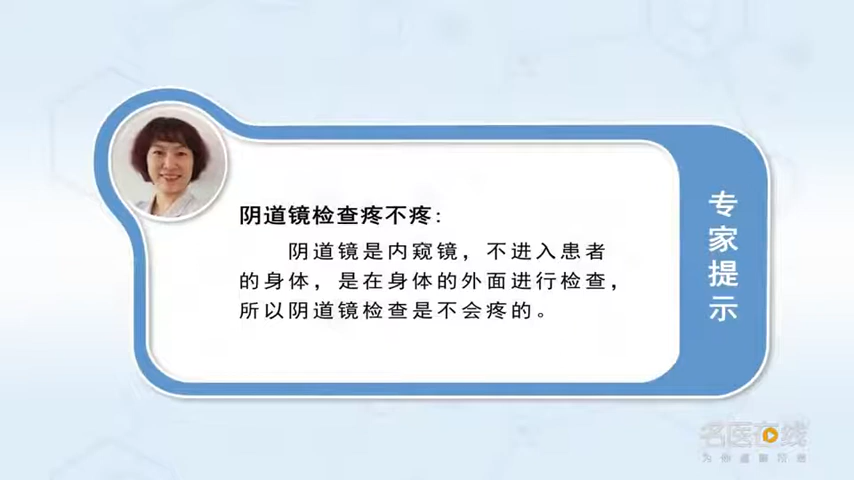 阴道镜检查疼不疼：
阴道镜是内窥镜，不进入患者
的身体，是在身体的外面进行检查，
所以阴道镜检查是不会疼的。
专家提示
名医在线